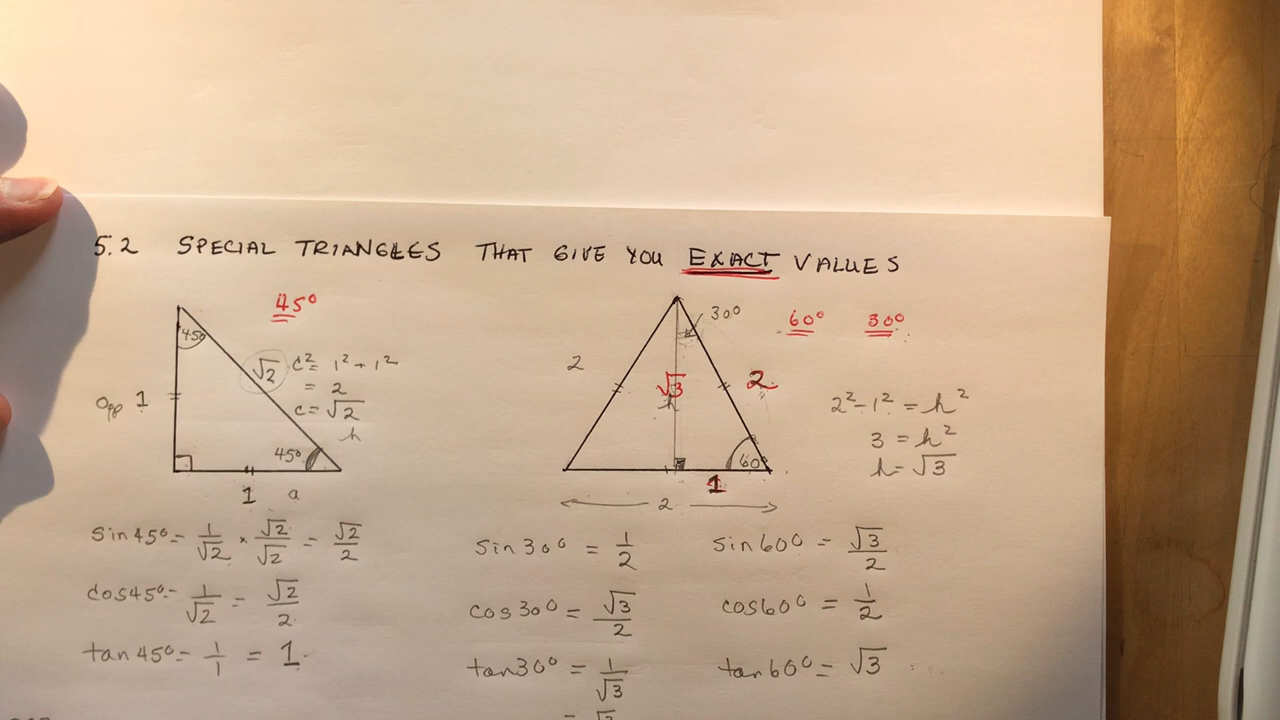 5.2 SPECIAL TRIANGLES THAT GIVE YOU EXACT VALUES
45°
45°
√2
c² = 1² + 1²
= 2
c = √2
h
opp 1
45°
1 a
sin 45° = 1/√2 × √2/√2 = √2/2
cos 45° = 1/√2 = √2/2
tan 45° = 1/1 = 1
30°
60° 30°
2
√3
h
2
60°
1
2
2² - 1² = h²
3 = h²
h = √3
sin 30° = 1/2
cos 30° = √3/2
tan 30° = 1/√3
sin 60° = √3/2
cos 60° = 1/2
tan 60° = √3